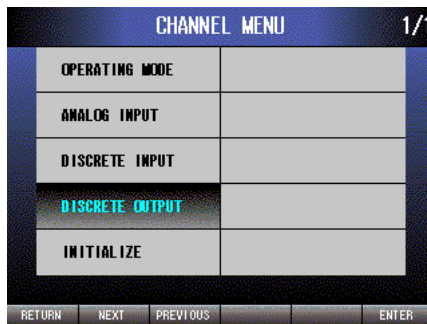 CHANNEL MENU 1/1
OPERATING MODE
ANALOG INPUT
DISCRETE INPUT
DISCRETE OUTPUT
INITIALIZE
RETURN NEXT PREVIOUS ENTER